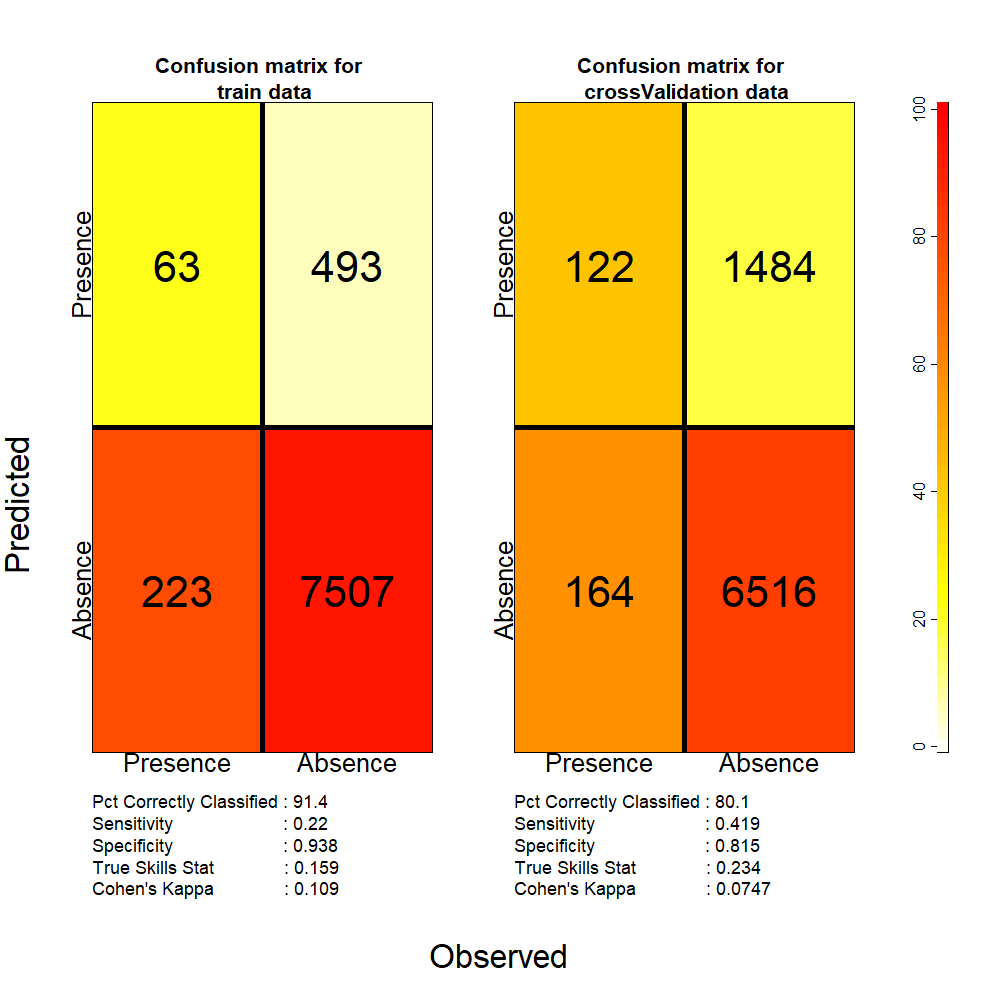 Confusion matrix for
train data
Presence
63
493
Absence
223
7507
Presence Absence
Pct Correctly Classified : 91.4
Sensitivity : 0.22
Specificity : 0.938
True Skills Stat : 0.159
Cohen's Kappa : 0.109
Confusion matrix for
crossValidation data
Presence
122
1484
Absence
164
6516
Presence Absence
Pct Correctly Classified : 80.1
Sensitivity : 0.419
Specificity : 0.815
True Skills Stat : 0.234
Cohen's Kappa : 0.0747
100
80
60
40
20
0
Predicted
Observed